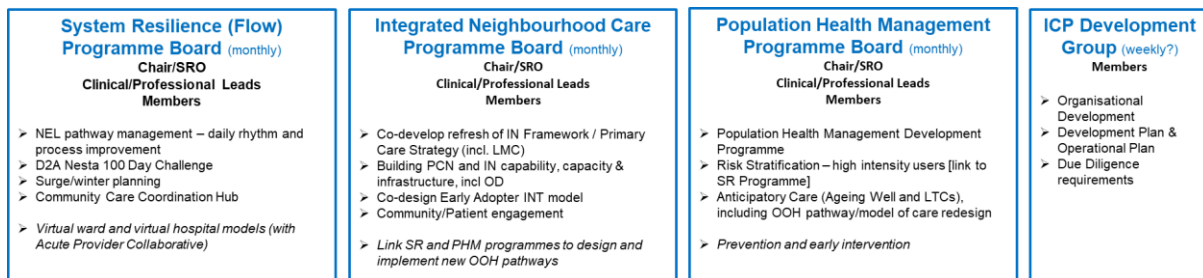 System Resilience (Flow)
Programme Board (monthly)
Chair/SRO
Clinical/Professional Leads
Members
➢ NEL pathway management – daily rhythm and
process improvement
➢ D2A Nesta 100 Day Challenge
➢ Surge/winter planning
➢ Community Care Coordination Hub
➢ Virtual ward and virtual hospital models (with
Acute Provider Collaborative)
Integrated Neighbourhood Care
Programme Board (monthly)
Chair/SRO
Clinical/Professional Leads
Members
➢ Co-develop refresh of IN Framework / Primary
Care Strategy (incl. LMC)
➢ Building PCN and IN capability, capacity &
infrastructure, incl OD
➢ Co-design Early Adopter INT model
➢ Community/Patient engagement
➢ Link SR and PHM programmes to design and
implement new OOH pathways
Population Health Management
Programme Board (monthly)
Chair/SRO
Clinical/Professional Leads
Members
➢ Population Health Management Development
Programme
➢ Risk Stratification – high intensity users [link to
SR Programme]
➢ Anticipatory Care (Ageing Well and LTCs),
including OOH pathway/model of care redesign
➢ Prevention and early intervention
ICP Development
Group (weekly?)
Members
➢ Organisational
Development
➢ Development Plan &
Operational Plan
➢ Due Diligence
requirements